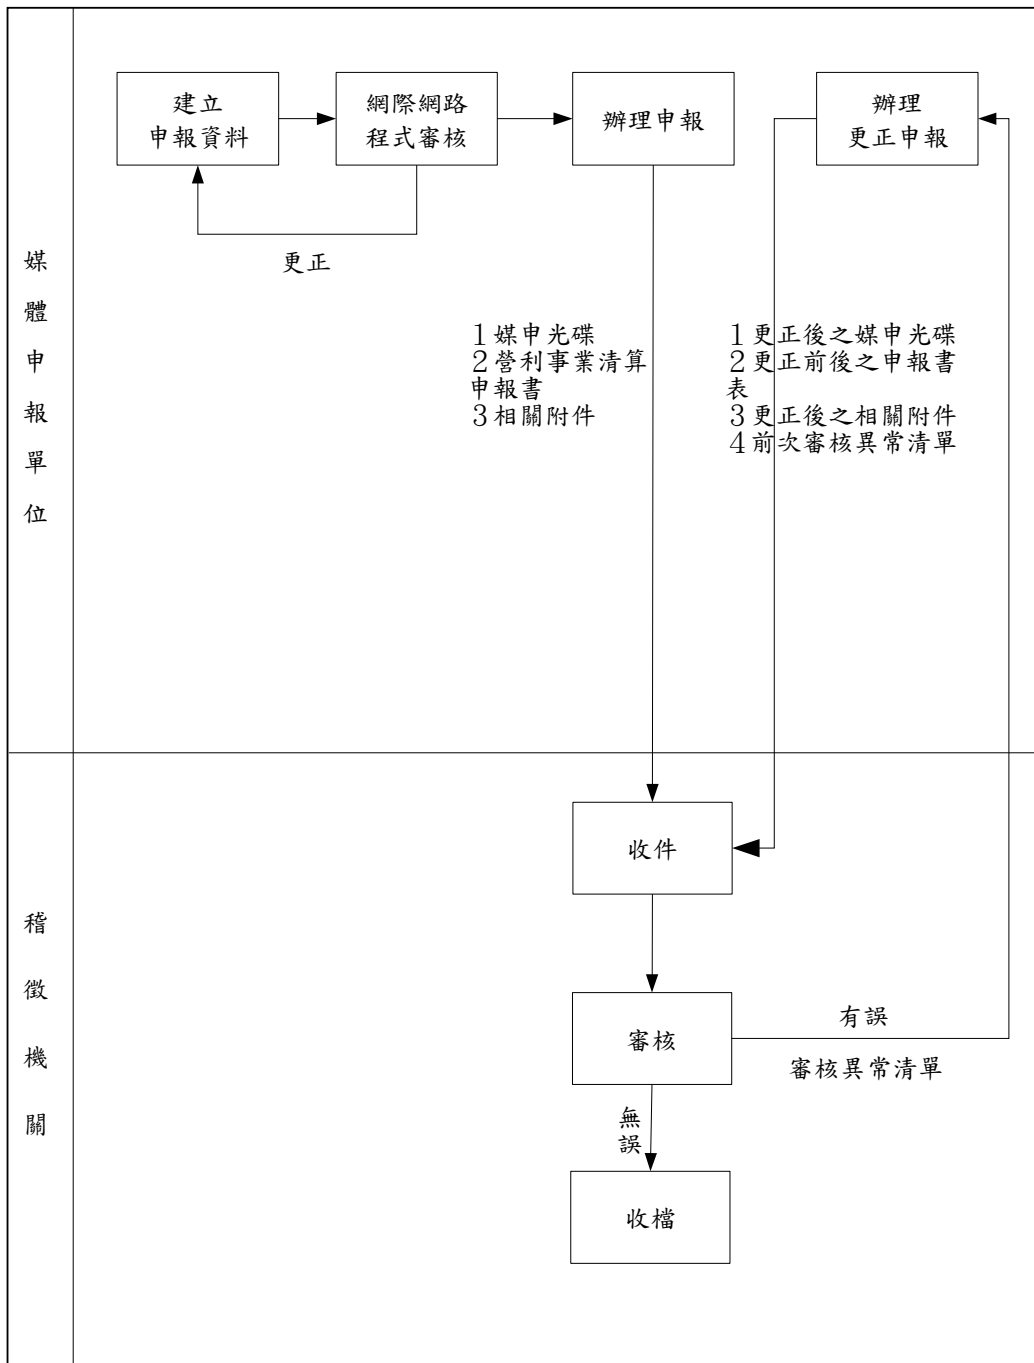 建立
申報資料
網際網路
程式審核
辦理申報
辦理
更正申報
更正
媒體申報單位
1媒申光碟
2營利事業清算
申報書
3相關附件
1更正後之媒申光碟
2更正前後之申報書
表
3更正後之相關附件
4前次審核異常清單
稽徵機關
收件
審核
有誤
審核異常清單
無
誤
收檔